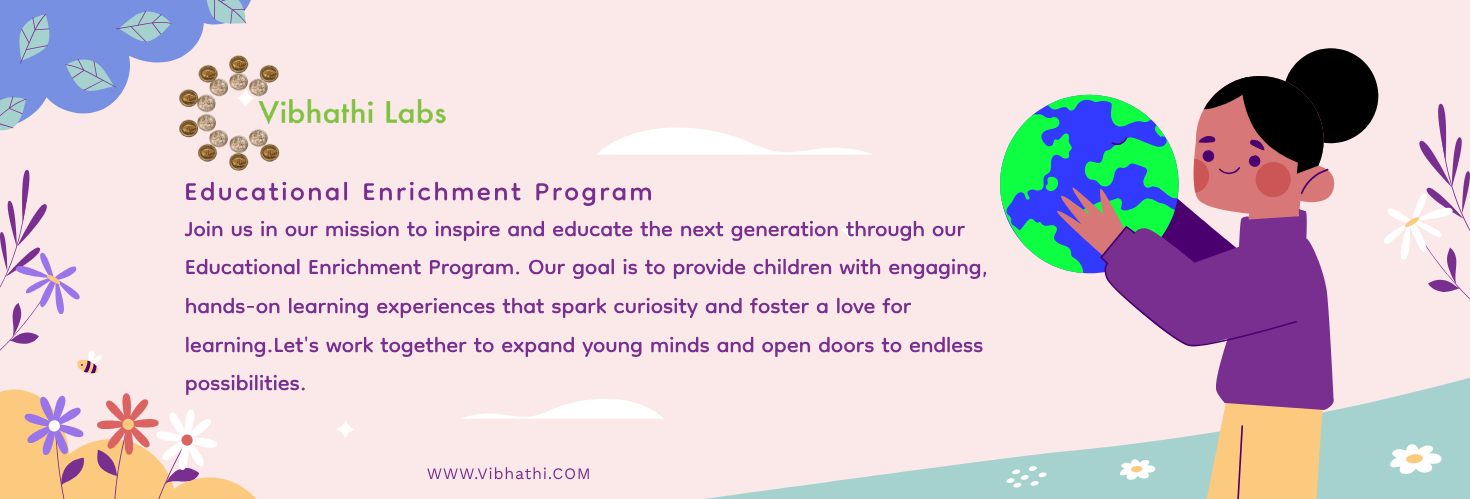 Vibhathi Labs
Educational Enrichment Program
Join us in our mission to inspire and educate the next generation through our
Educational Enrichment Program. Our goal is to provide children with engaging,
hands-on learning experiences that spark curiosity and foster a love for
learning.Let's work together to expand young minds and open doors to endless
possibilities.
WWW.Vibhathi.COM